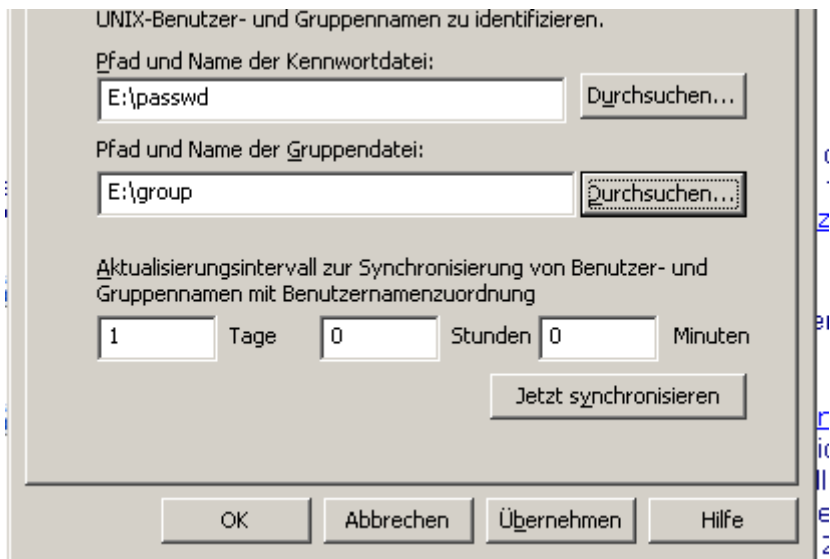 UNIX-Benutzer- und Gruppennamen zu identifizieren.
Pfad und Name der Kennwortdatei:
E:\passwd Durchsuchen...
Pfad und Name der Gruppendatei:
E:\group Durchsuchen...
Aktualisierungsintervall zur Synchronisierung von Benutzer- und
Gruppennamen mit Benutzernamenzuordnung
1 Tage 0 Stunden 0 Minuten
Jetzt synchronisieren
OK Abbrechen Übernehmen Hilfe